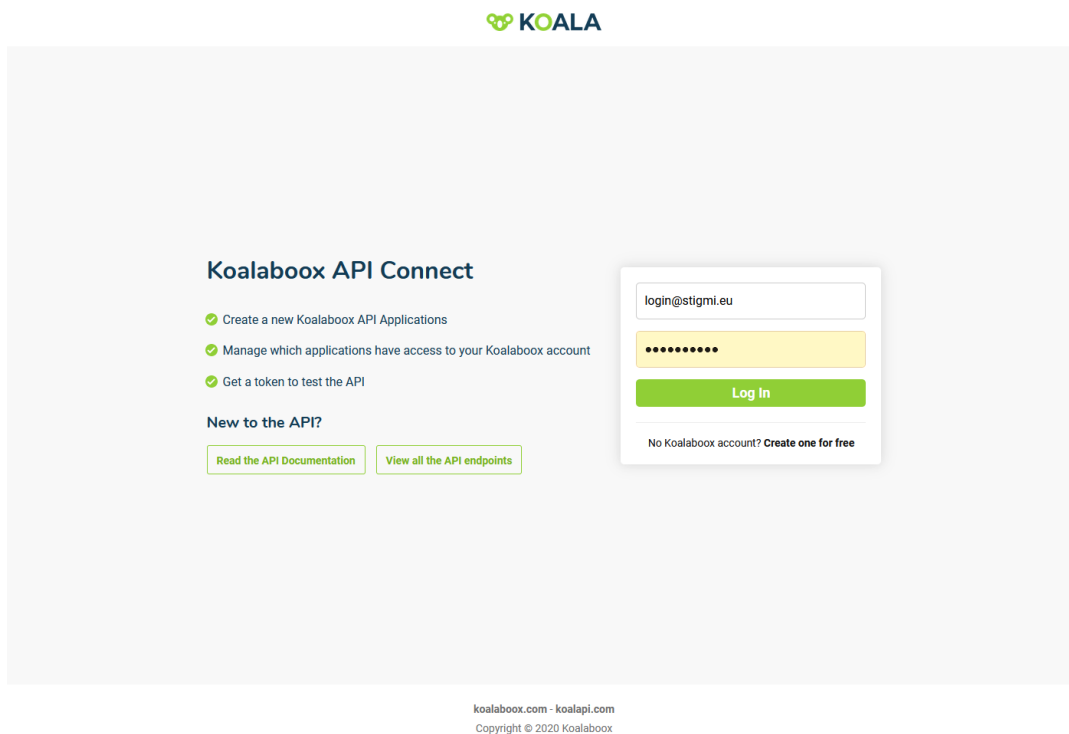 KOALA
Koalaboox API Connect
Create a new Koalaboox API Applications
Manage which applications have access to your Koalaboox account
Get a token to test the API
New to the API?
Read the API Documentation
View all the API endpoints
login@stigmi.eu
••••••••••
Log In
No Koalaboox account? Create one for free
koalaboox.com - koalapi.com
Copyright © 2020 Koalaboox